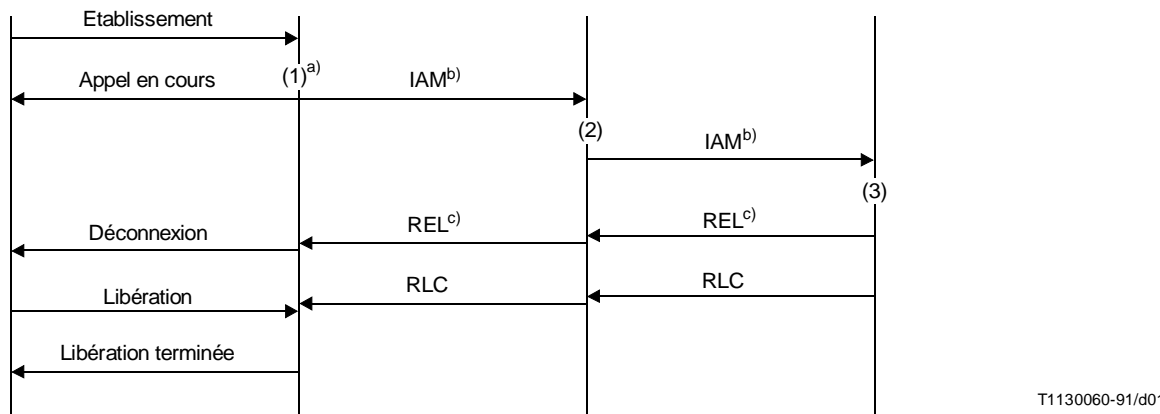 Etablissement
Appel en cours
(1)a)
IAMb)
(2)
IAMb)
(3)
Déconnexion
RELc)
RELc)
Libération
RLC
RLC
Libération terminée
T1130060-91/d01